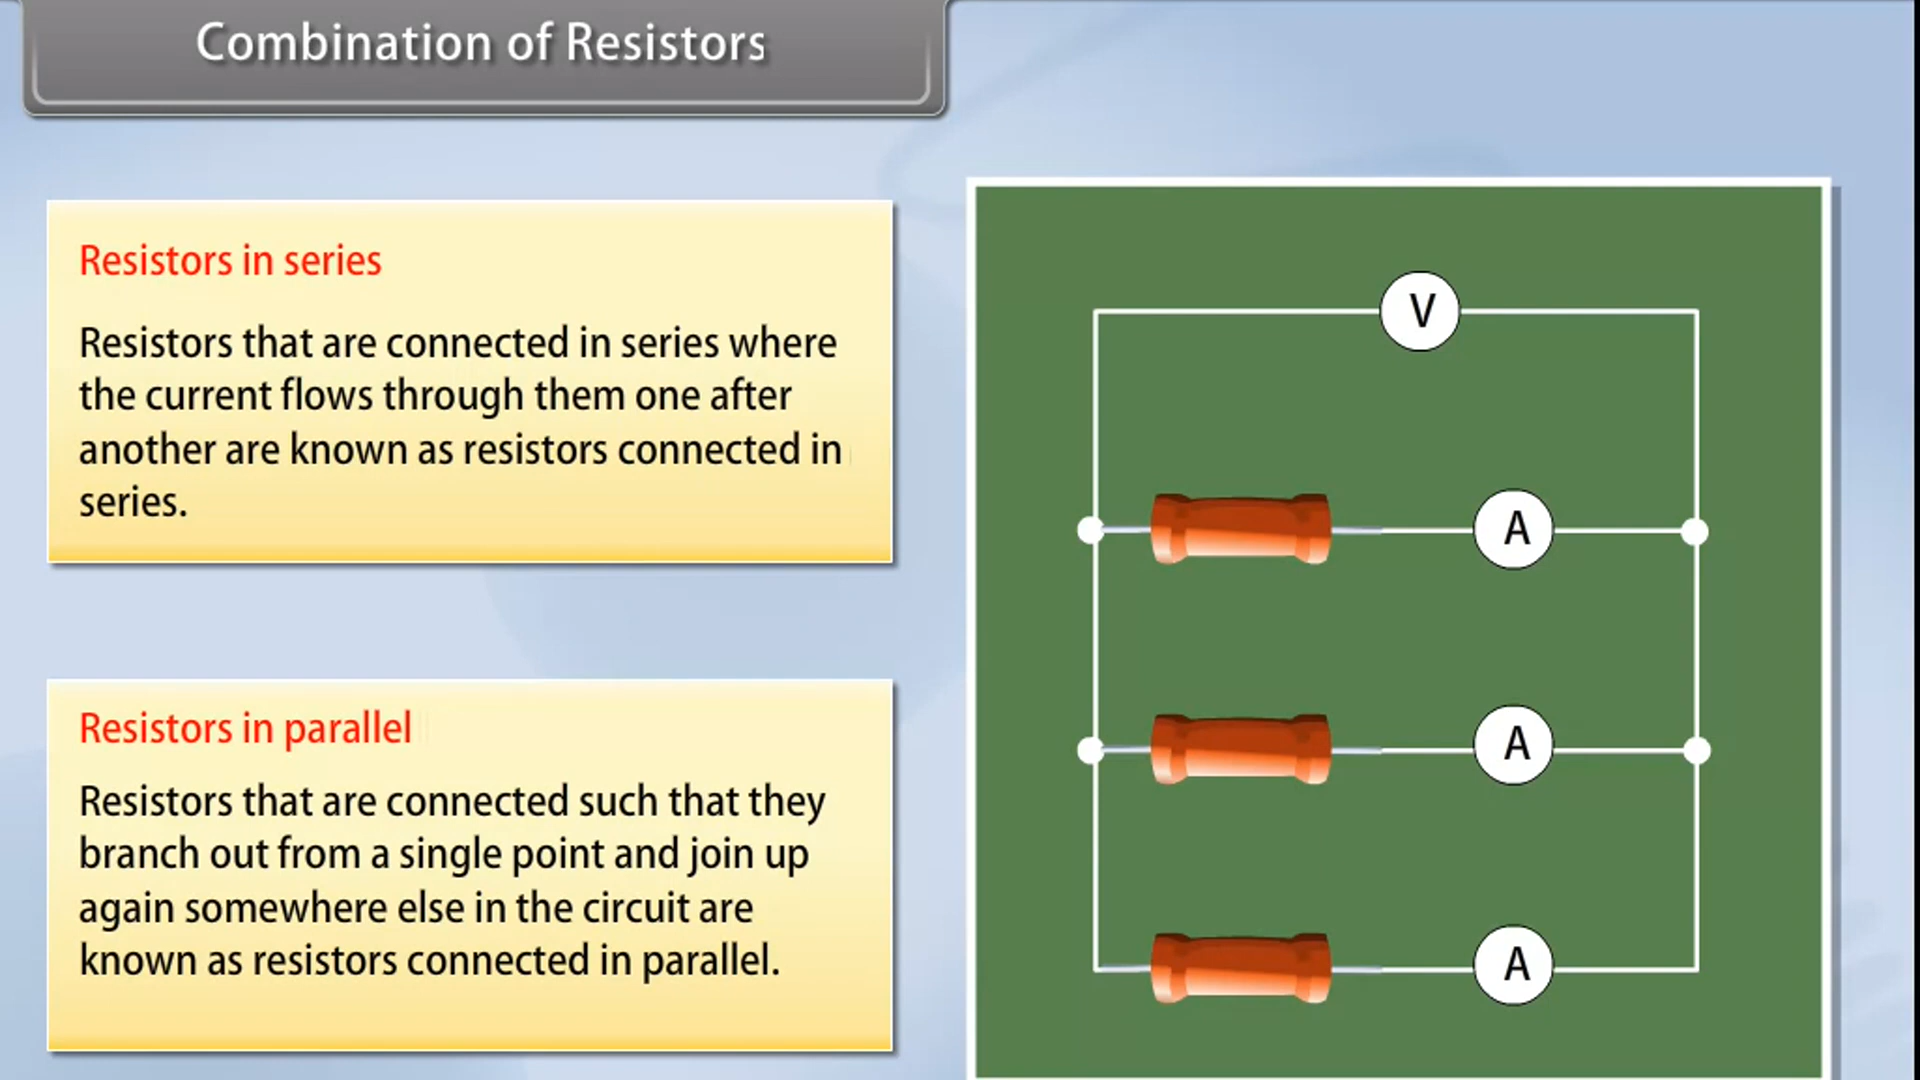 Combination of Resistors
Resistors in series
Resistors that are connected in series where
the current flows through them one after
another are known as resistors connected in
series.
Resistors in parallel
Resistors that are connected such that they
branch out from a single point and join up
again somewhere else in the circuit are
known as resistors connected in parallel.
V
A
A
A